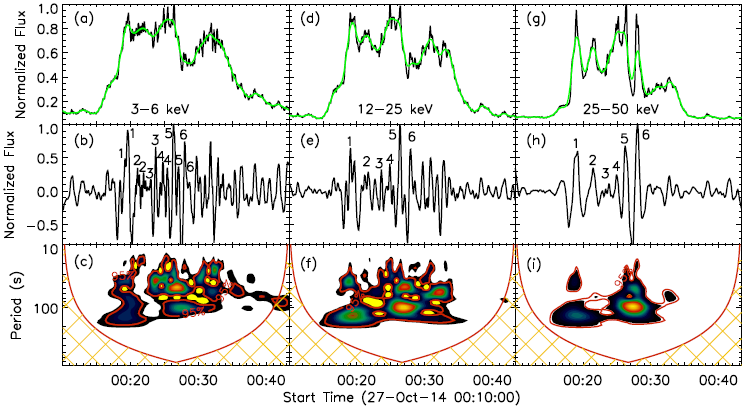 (a)
3−6 keV
(d)
12−25 keV
(g)
25−50 keV
Normalized Flux
1.0
0.8
0.6
0.4
0.2
(b)
1 1 2 2 3 3 4 4 5 5 6 6
(e)
1 2 3 4 5 6
(h)
1 2 3 4 5 6
Normalized Flux
1.0
0.5
0.0
−0.5
(c)
95%
95%
(f)
(i)
Period (s)
10
100
00:20 00:30 00:40 00:20 00:30 00:40 00:20 00:30 00:40
Start Time (27−Oct−14 00:10:00)